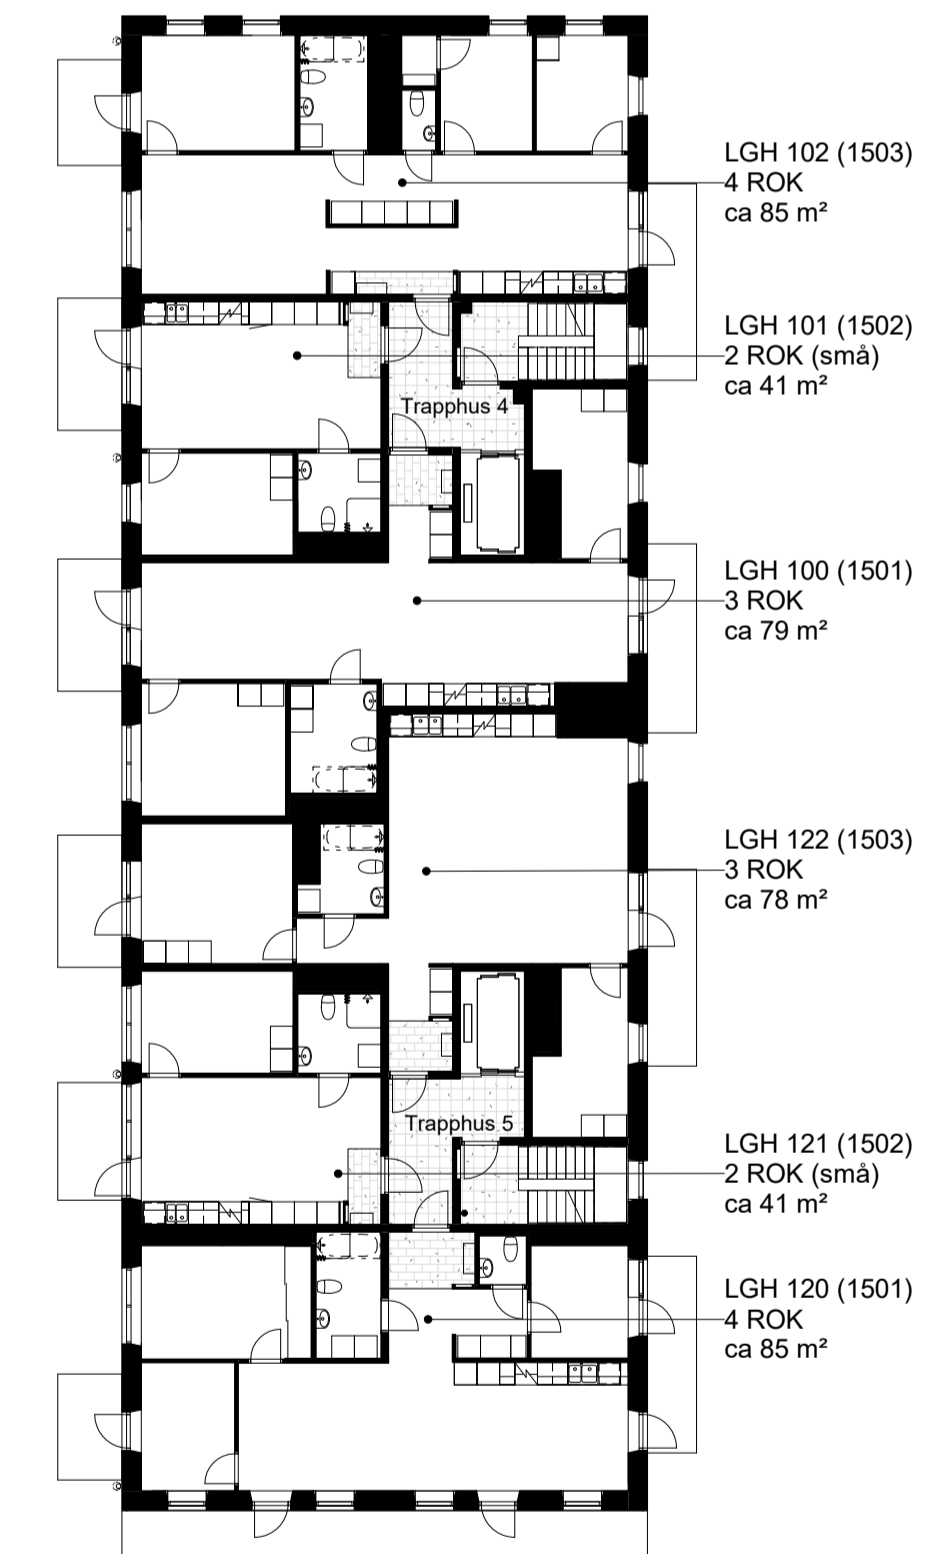 LGH 102 (1503)
4 ROK
ca 85 m²
LGH 101 (1502)
2 ROK (små)
ca 41 m²
Trapphus 4
LGH 100 (1501)
3 ROK
ca 79 m²
LGH 122 (1503)
3 ROK
ca 78 m²
Trapphus 5
LGH 121 (1502)
2 ROK (små)
ca 41 m²
LGH 120 (1501)
4 ROK
ca 85 m²